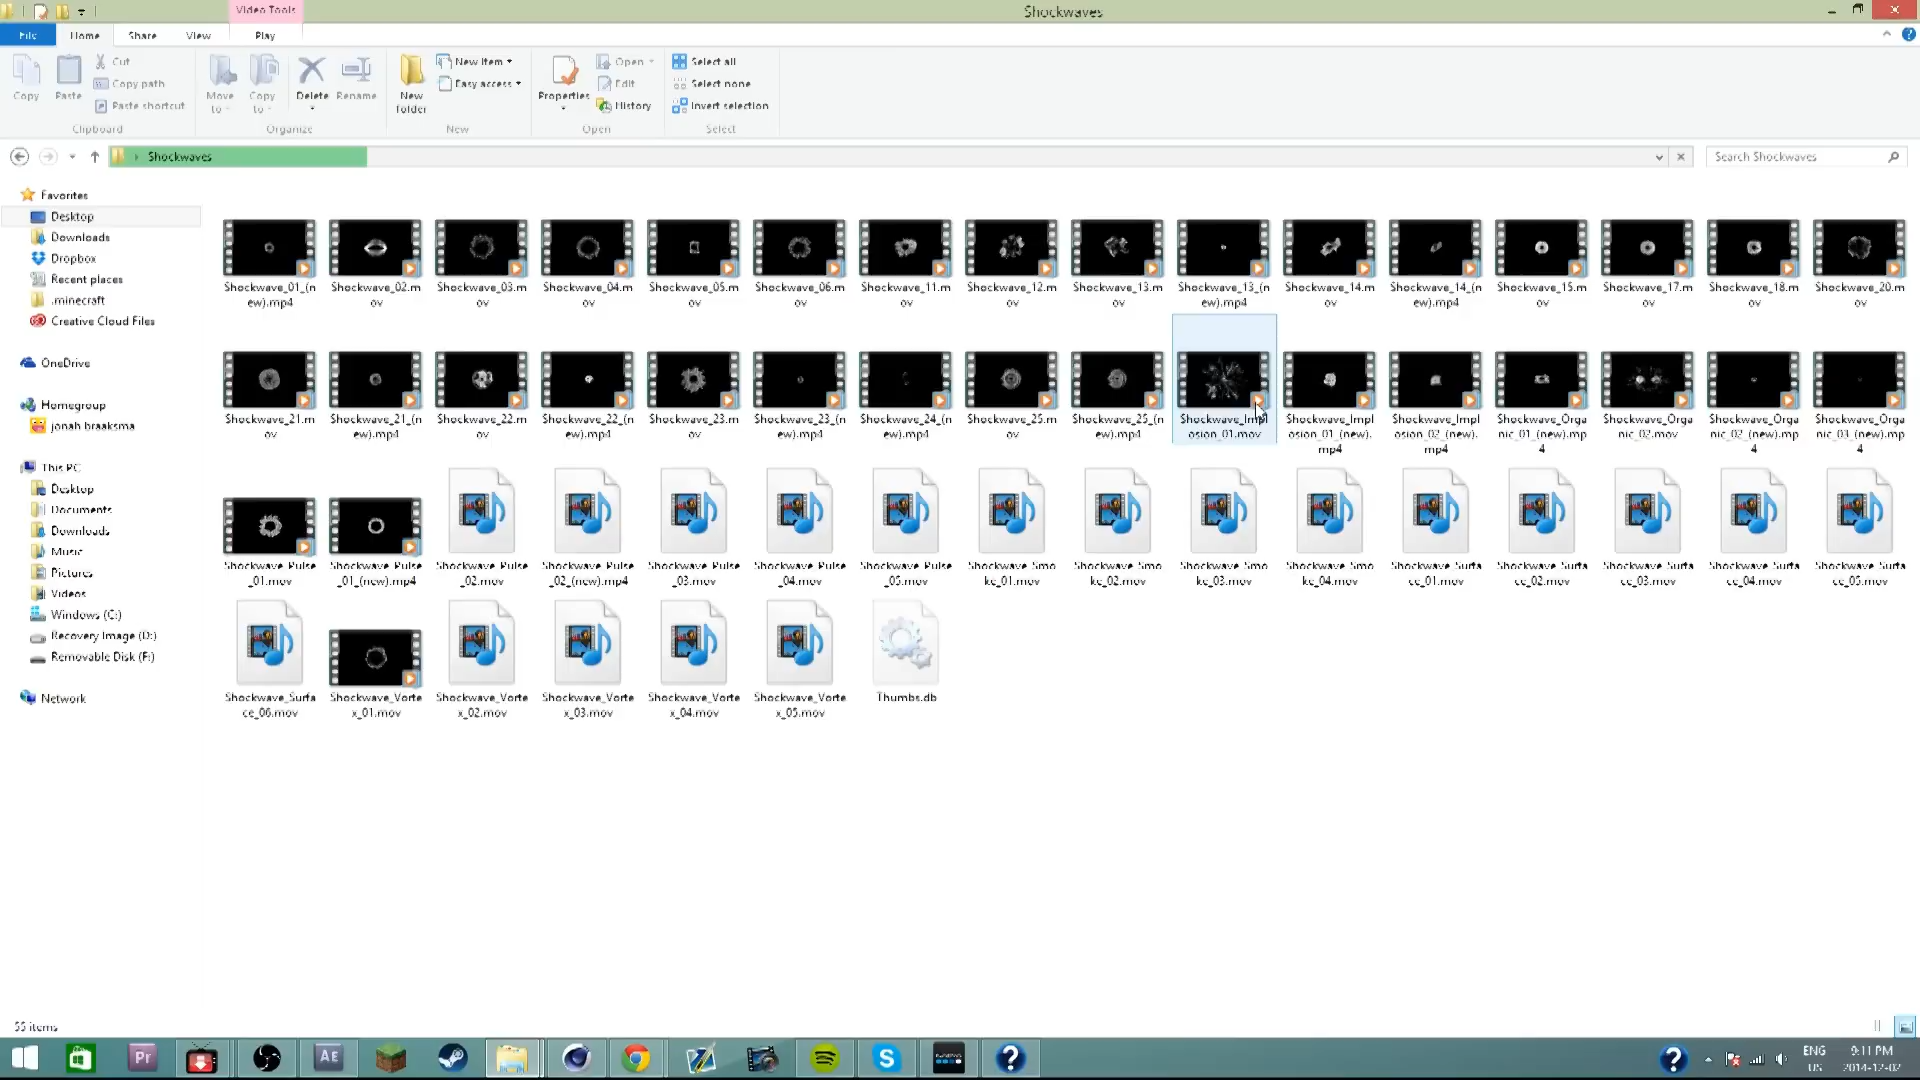 Video Tools
Shockwaves
File
Home
Share
View
Play
Copy
Paste
Cut
Copy path
Paste shortcut
Clipboard
Move to
Copy to
Delete
Rename
Organize
New folder
New item
Easy access
New
Properties
Open
Edit
History
Open
Select all
Select none
Invert selection
Select
Shockwaves
Search Shockwaves
Favorites
Desktop
Downloads
Dropbox
Recent places
.minecraft
Creative Cloud Files
OneDrive
Homegroup
jonah braaksma
This PC
Desktop
Documents
Downloads
Music
Pictures
Videos
Windows (C:)
Recovery Image (D:)
Removable Disk (F:)
Network
Shockwave_01_(new).mp4
Shockwave_02.mov
Shockwave_03.mov
Shockwave_04.mov
Shockwave_05.mov
Shockwave_06.mov
Shockwave_11.mov
Shockwave_12.mov
Shockwave_13.mov
Shockwave_13_(new).mp4
Shockwave_14.mov
Shockwave_14_(new).mp4
Shockwave_15.mov
Shockwave_17.mov
Shockwave_18.mov
Shockwave_20.mov
Shockwave_21.mov
Shockwave_21_(new).mp4
Shockwave_22.mov
Shockwave_22_(new).mp4
Shockwave_23.mov
Shockwave_23_(new).mp4
Shockwave_24_(new).mp4
Shockwave_25.mov
Shockwave_25_(new).mp4
Shockwave_Implosion_01.mov
Shockwave_Implosion_01_(new).mp4
Shockwave_Implosion_02_(new).mp4
Shockwave_Organic_01_(new).mp4
Shockwave_Organic_02.mov
Shockwave_Organic_02_(new).mp4
Shockwave_Organic_03_(new).mp4
Shockwave_Pulse_01.mov
Shockwave_Pulse_01_(new).mp4
Shockwave_Pulse_02.mov
Shockwave_Pulse_02_(new).mp4
Shockwave_Pulse_03.mov
Shockwave_Pulse_04.mov
Shockwave_Pulse_05.mov
Shockwave_Smoke_01.mov
Shockwave_Smoke_02.mov
Shockwave_Smoke_03.mov
Shockwave_Smoke_04.mov
Shockwave_Surface_01.mov
Shockwave_Surface_02.mov
Shockwave_Surface_03.mov
Shockwave_Surface_04.mov
Shockwave_Surface_05.mov
Shockwave_Surface_06.mov
Shockwave_Vortex_01.mov
Shockwave_Vortex_02.mov
Shockwave_Vortex_03.mov
Shockwave_Vortex_04.mov
Shockwave_Vortex_05.mov
Thumbs.db
55 items
Pr
AE
ENG
US
9:11 PM
2014-12-02